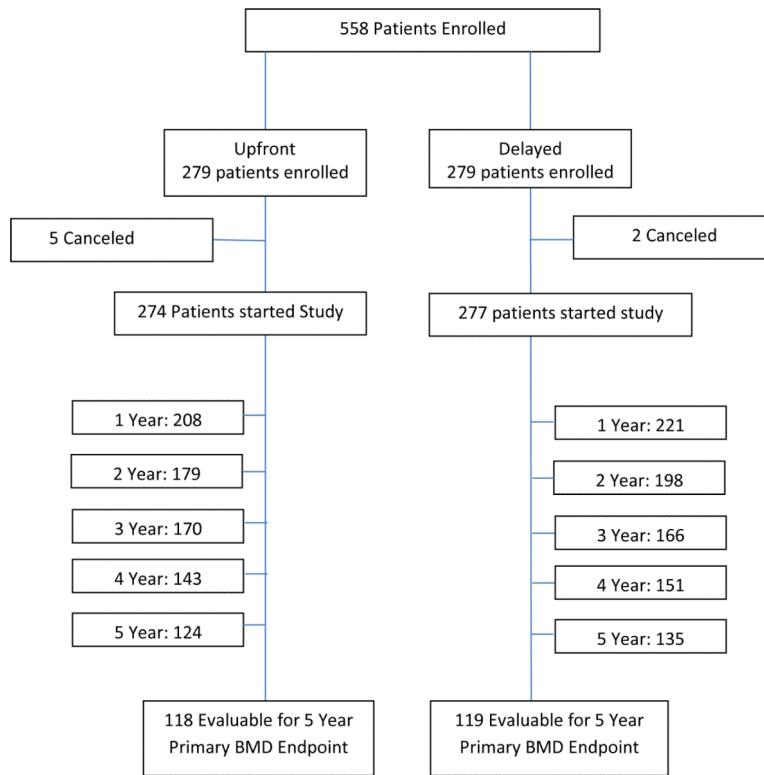 558 Patients Enrolled
Upfront
279 patients enrolled
Delayed
279 patients enrolled
5 Canceled
2 Canceled
274 Patients started Study
277 patients started study
1 Year: 208
2 Year: 179
3 Year: 170
4 Year: 143
5 Year: 124
1 Year: 221
2 Year: 198
3 Year: 166
4 Year: 151
5 Year: 135
118 Evaluable for 5 Year
Primary BMD Endpoint
119 Evaluable for 5 Year
Primary BMD Endpoint